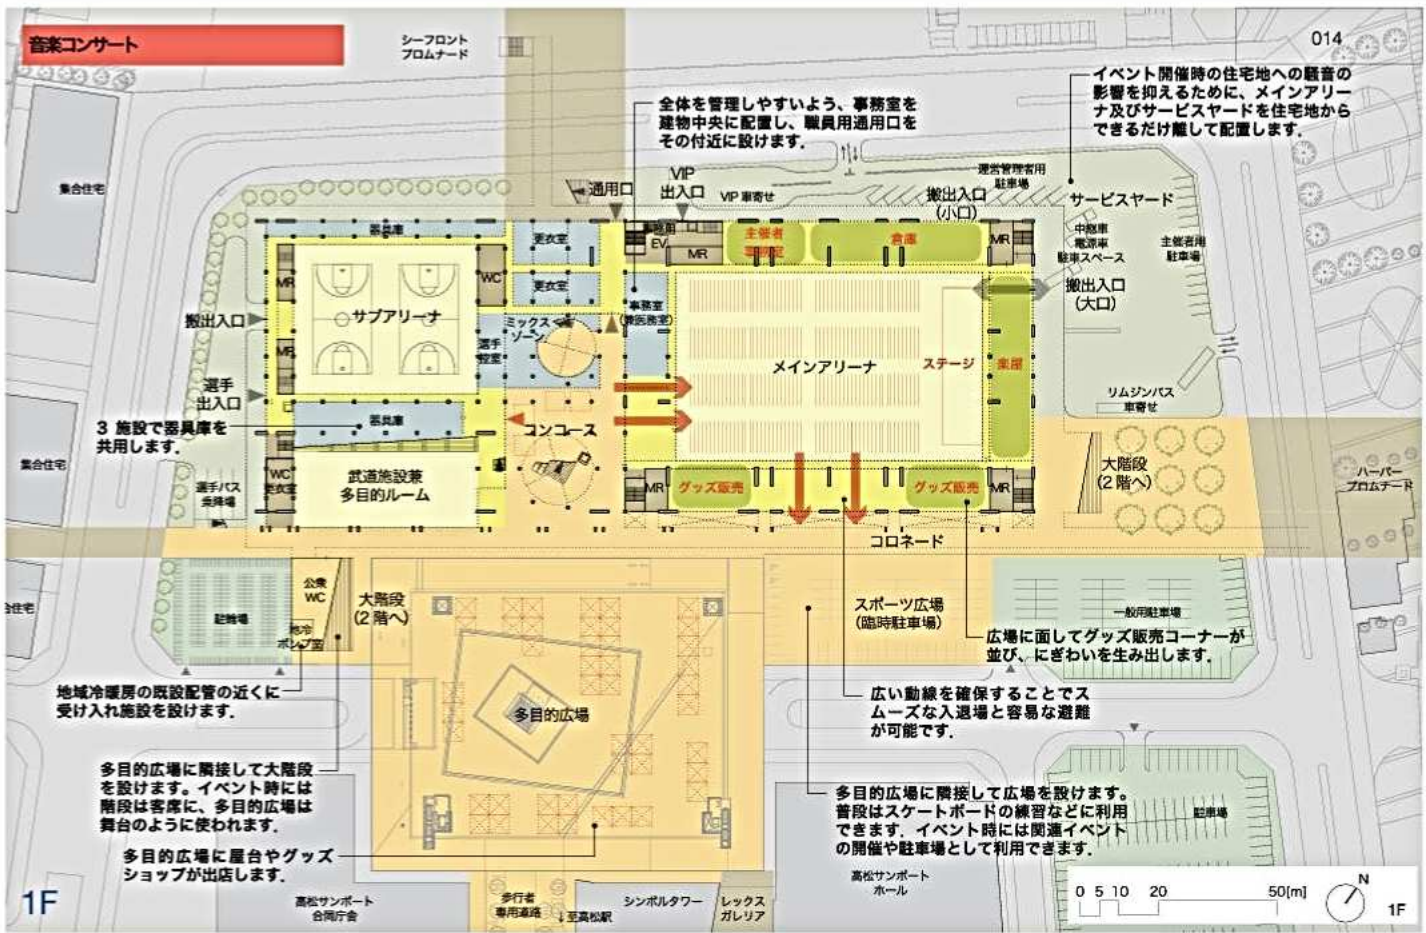 音楽コンサート
シーフロント
プロムナード
014
イベント開催時の住宅地への騒音の
影響を抑えるために、メインアリー
ナ及びサービスヤードを住宅地から
できるだけ離して配置します.
全体を管理しやすいよう、事務室を
建物中央に配置し、職員用通用口を
その付近に設けます.
集合住宅
通用口
VIP
出入口
VIP 車寄せ
運営管理者用
駐車場
搬出入口
(小口)
サービスヤード
中継車
電源車
駐車スペース
主催者用
駐車場
搬出入口
(大口)
器具庫
更衣室
EV
MR
主催者
倉庫
MR
MR
WC
更衣室
事務室
サブアリーナ
ミックス
ゾーン
選手
控室
搬出入口
MR
メインアリーナ
ステージ
楽屋
選手
出入口
リムジンバス
車寄せ
3 施設で器具庫を
共用します.
器具庫
コンコース
集合住宅
WC
更衣室
武道施設兼
多目的ルーム
選手バス
乗降場
MR
グッズ販売
グッズ販売
MR
大階段
(2 階へ)
ハーバー
プロムナード
コロネード
公衆
WC
大階段
(2 階へ)
駐輪場
地冷
ポンプ室
スポーツ広場
(臨時駐車場)
一般用駐車場
合住宅
広場に面してグッズ販売コーナーが
並び、にぎわいを生み出します.
地域冷暖房の既設配管の近くに
受け入れ施設を設けます.
広い動線を確保することでス
ムーズな入退場と容易な避難
が可能です.
多目的広場
多目的広場に隣接して大階段
を設けます。イベント時には
階段は客席に、多目的広場は
舞台のように使われます.
多目的広場に隣接して広場を設けます。
普段はスケートボードの練習などに利用
できます．イベント時には関連イベント
の開催や駐車場として利用できます.
駐車場
多目的広場に屋台やグッズ
ショップが出店します.
1F
高松サンポート
合同庁舎
歩行者
専用道路
↓至高松駅
シンボルタワー
レックス
ガレリア
高松サンポート
ホール
0 5 10 20 50[m]
N
1F